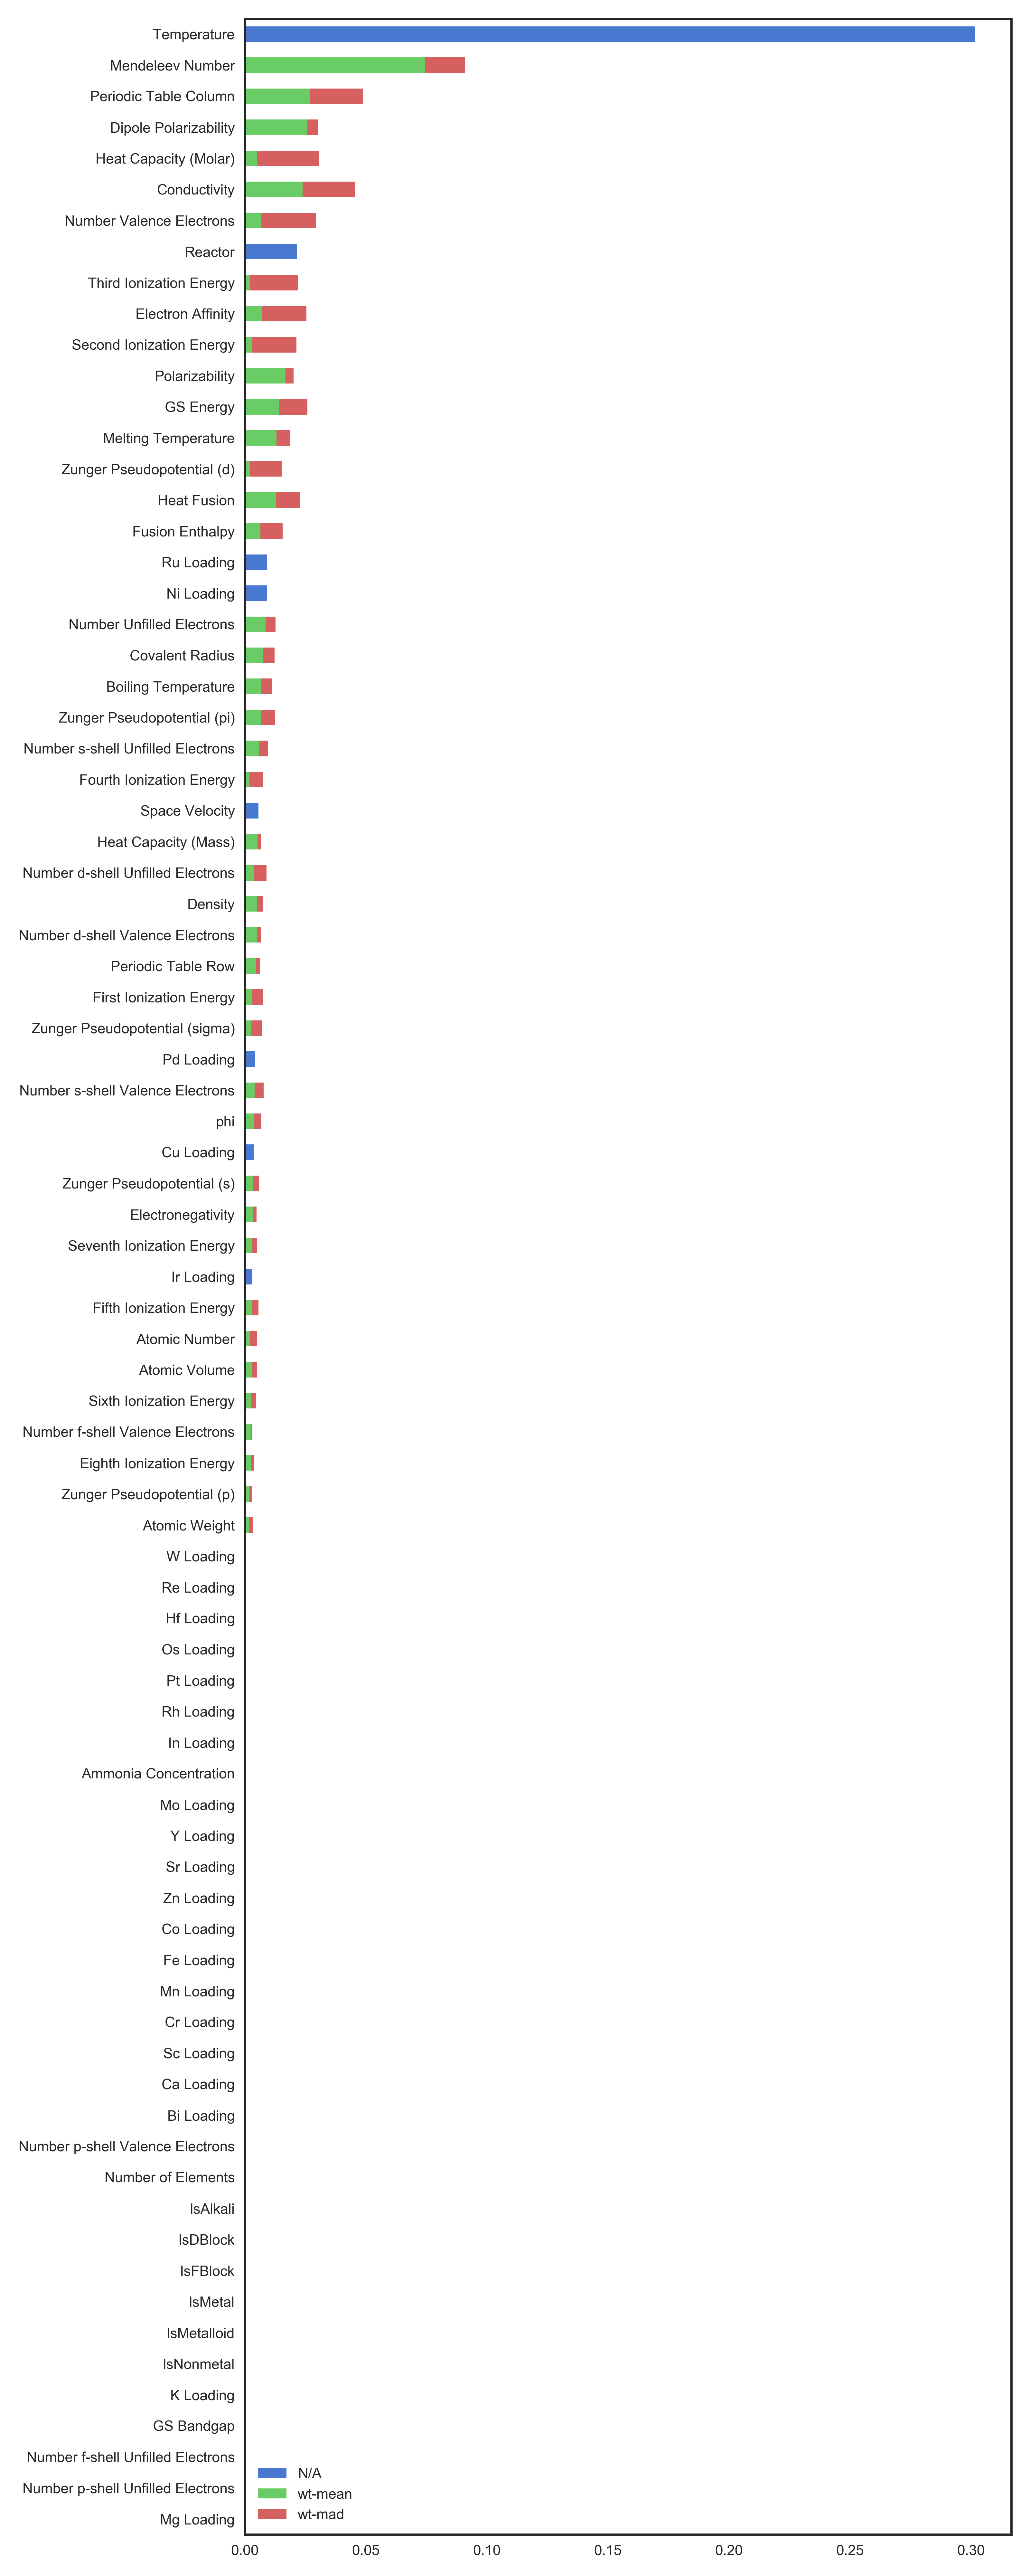 Temperature
Mendeleev Number
Periodic Table Column
Dipole Polarizability
Heat Capacity (Molar)
Conductivity
Number Valence Electrons
Reactor
Third Ionization Energy
Electron Affinity
Second Ionization Energy
Polarizability
GS Energy
Melting Temperature
Zunger Pseudopotential (d)
Heat Fusion
Fusion Enthalpy
Ru Loading
Ni Loading
Number Unfilled Electrons
Covalent Radius
Boiling Temperature
Zunger Pseudopotential (pi)
Number s-shell Unfilled Electrons
Fourth Ionization Energy
Space Velocity
Heat Capacity (Mass)
Number d-shell Unfilled Electrons
Density
Number d-shell Valence Electrons
Periodic Table Row
First Ionization Energy
Zunger Pseudopotential (sigma)
Pd Loading
Number s-shell Valence Electrons
phi
Cu Loading
Zunger Pseudopotential (s)
Electronegativity
Seventh Ionization Energy
Ir Loading
Fifth Ionization Energy
Atomic Number
Atomic Volume
Sixth Ionization Energy
Number f-shell Valence Electrons
Eighth Ionization Energy
Zunger Pseudopotential (p)
Atomic Weight
W Loading
Re Loading
Hf Loading
Os Loading
Pt Loading
Rh Loading
In Loading
Ammonia Concentration
Mo Loading
Y Loading
Sr Loading
Zn Loading
Co Loading
Fe Loading
Mn Loading
Cr Loading
Sc Loading
Ca Loading
Bi Loading
Number p-shell Valence Electrons
Number of Elements
IsAlkali
IsDBlock
IsFBlock
IsMetal
IsMetalloid
IsNonmetal
K Loading
GS Bandgap
Number f-shell Unfilled Electrons
Number p-shell Unfilled Electrons
Mg Loading
N/A
wt-mean
wt-mad
0.00 0.05 0.10 0.15 0.20 0.25 0.30